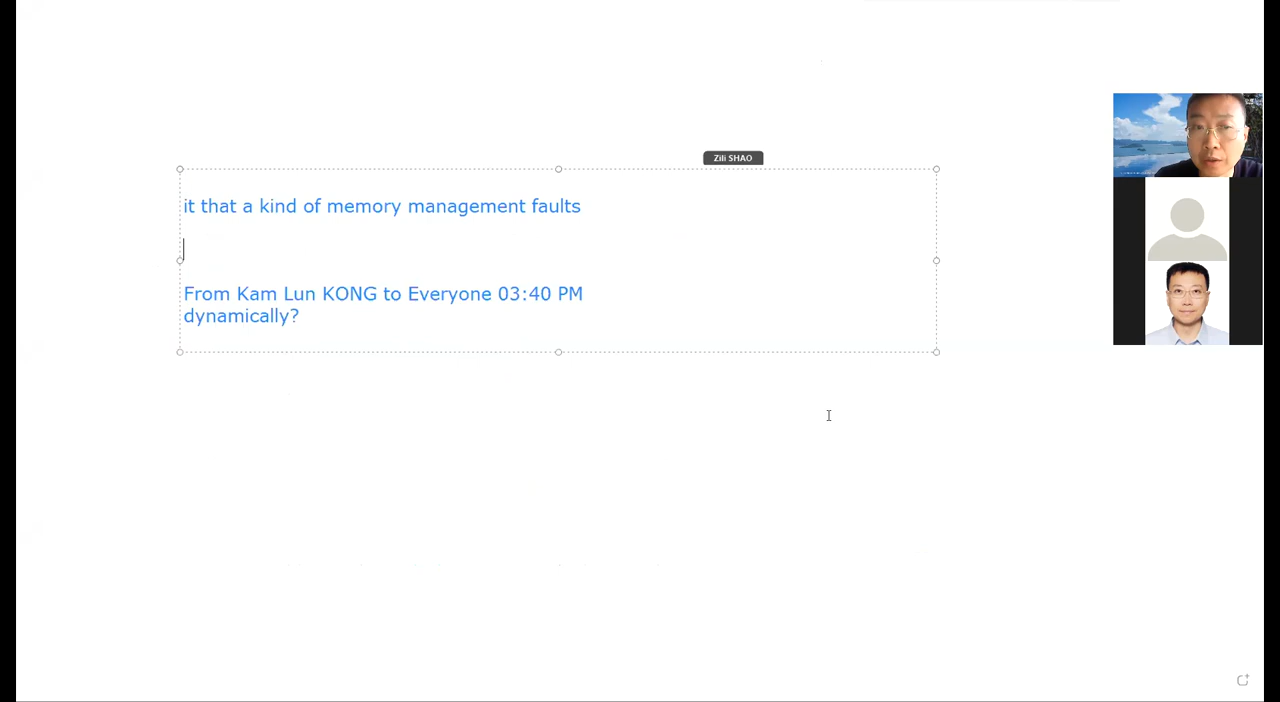 Zili SHAO
it that a kind of memory management faults
From Kam Lun KONG to Everyone 03:40 PM
dynamically?